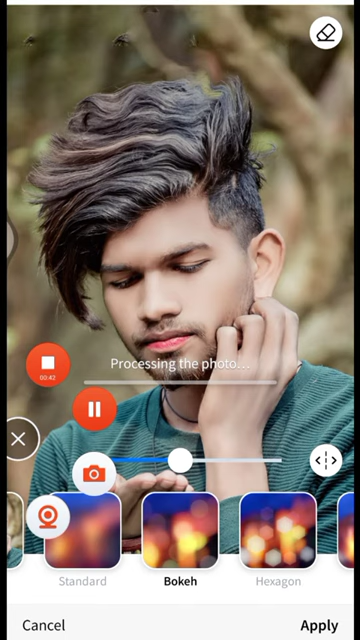 Processing the photo...
00:42
Standard
Bokeh
Hexagon
Cancel
Apply